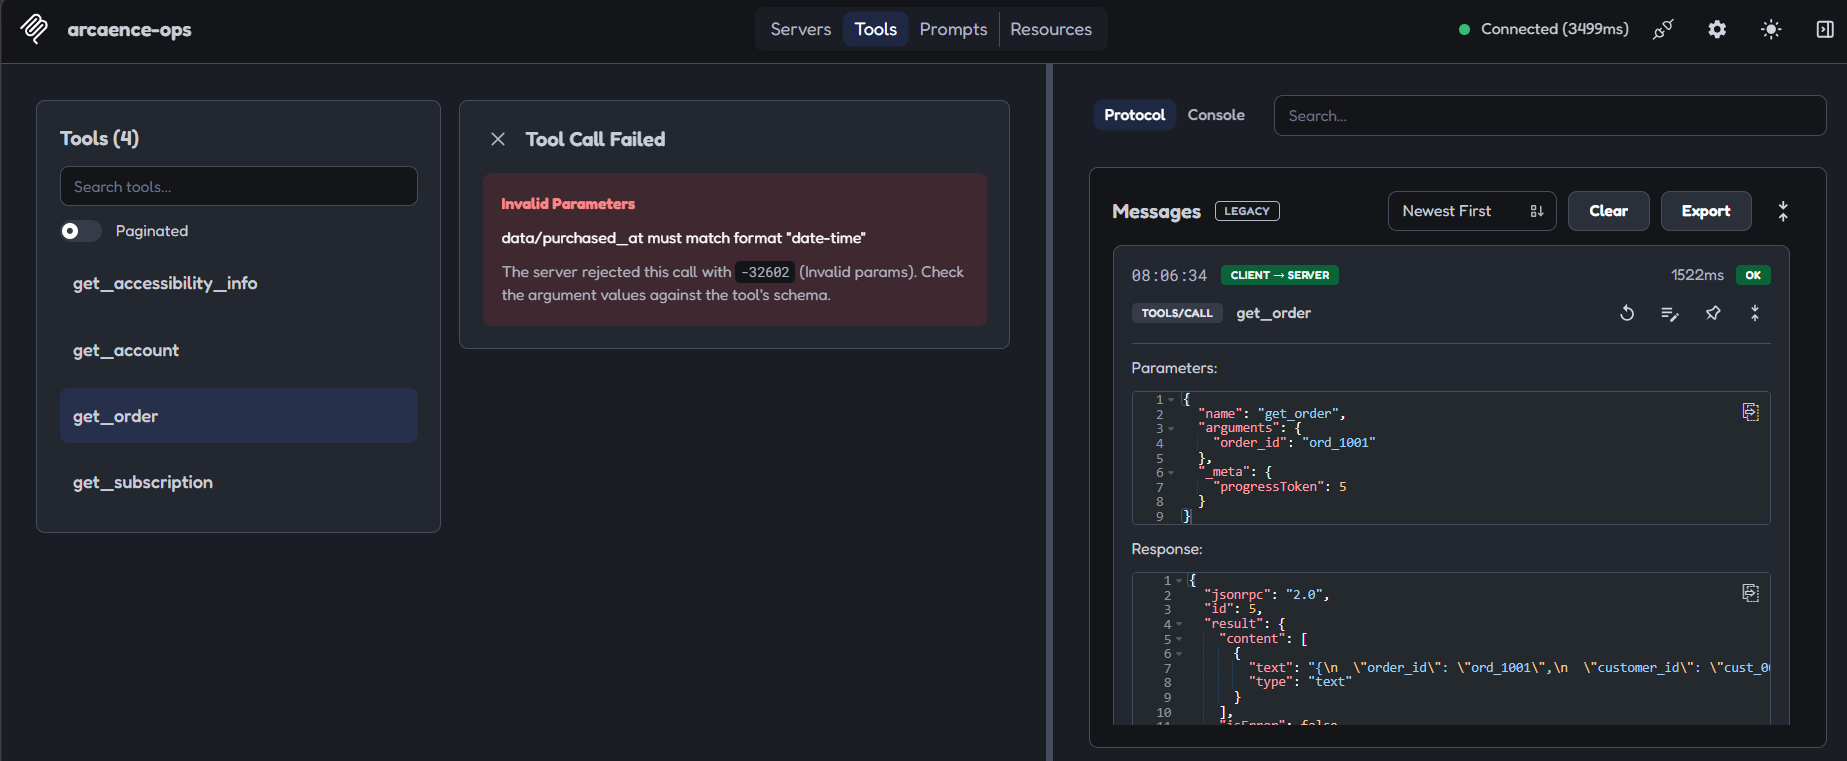 arcaence-ops
Servers Tools Prompts Resources
Connected (3499ms)
Tools (4)
Search tools...
Paginated
get_accessibility_info
get_account
get_order
get_subscription
Tool Call Failed
Invalid Parameters
data/purchased_at must match format "date-time"
The server rejected this call with -32602 (Invalid params). Check
the argument values against the tool's schema.
Protocol Console Search...
Messages LEGACY Newest First Clear Export
08:06:34 CLIENT → SERVER 1522ms OK
TOOLS/CALL get_order
Parameters:
1 {
2 "name": "get_order",
3 "arguments": {
4 "order_id": "ord_1001"
5 },
6 "_meta": {
7 "progressToken": 5
8 }
9 }
Response:
1 {
2 "jsonrpc": "2.0",
3 "id": 5,
4 "result": {
5 "content": [
6 {
7 "text": "{\n  \"order_id\": \"ord_1001\",\n  \"customer_id\": \"cust_0
8 "type": "text"
9 }
10 ],
11 "isError": false